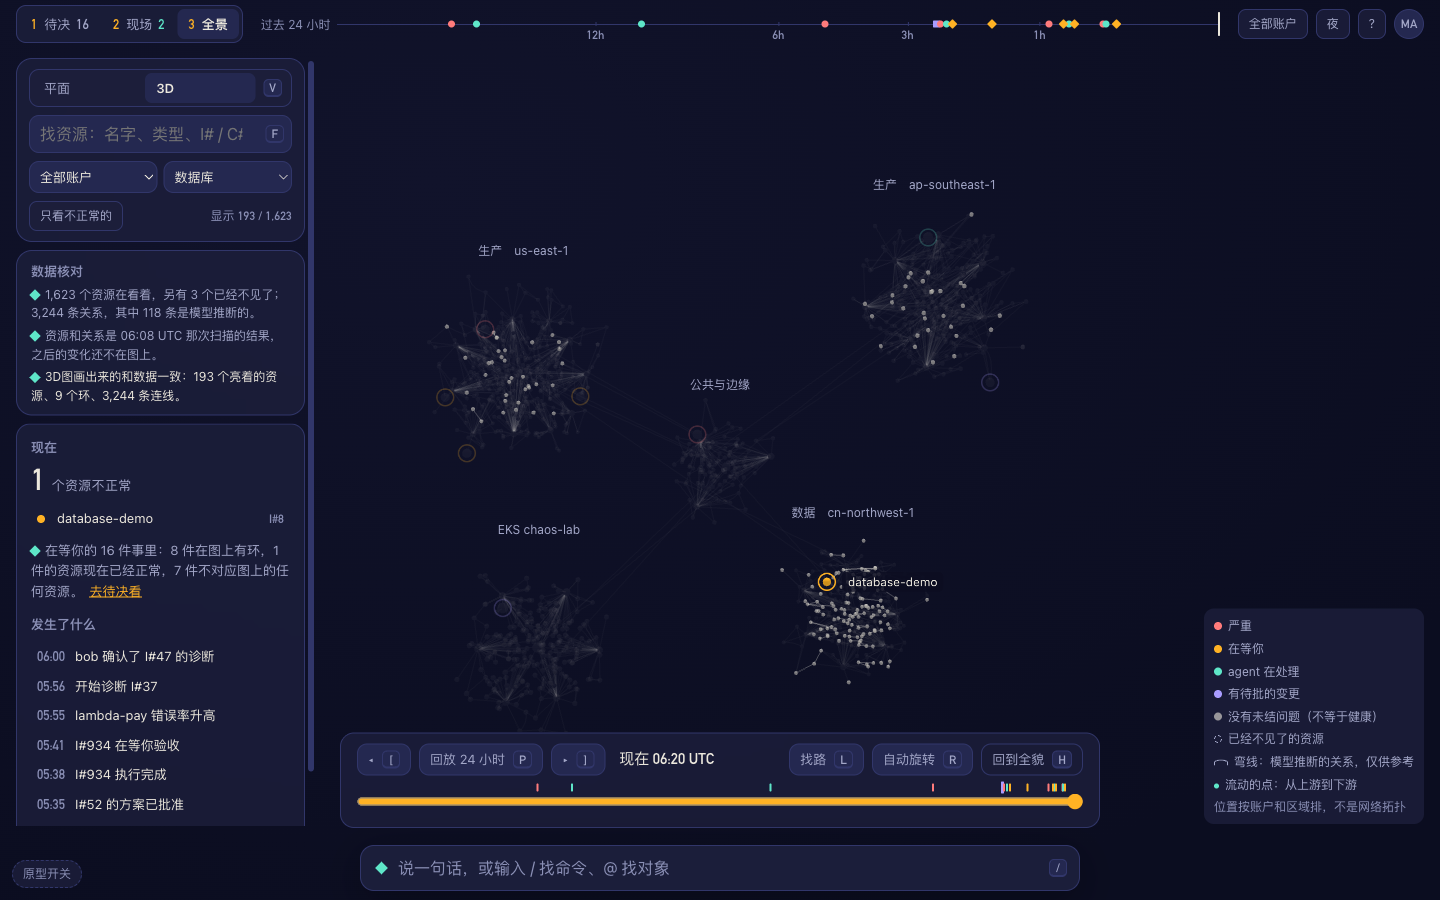 1 待决 16 2 现场 2 3 全景
过去 24 小时
12h 6h 3h 1h
全部账户 夜 ? MA
平面 3D V
找资源：名字、类型、I# / C# F
全部账户 数据库
只看不正常的 显示 193 / 1,623
数据核对
1,623 个资源在看着，另有 3 个已经不见了；
3,244 条关系，其中 118 条是模型推断的。
资源和关系是 06:08 UTC 那次扫描的结果，
之后的变化还不在图上。
3D图画出来的和数据一致：193 个亮着的资
源、9 个环、3,244 条连线。
现在
1 个资源不正常
database-demo I#8
在等你的 16 件事里：8 件在图上有环，1
件的资源现在已经正常，7 件不对应图上的任
何资源。 去待决看
发生了什么
06:00 bob 确认了 I#47 的诊断
05:56 开始诊断 I#37
05:55 lambda-pay 错误率升高
05:41 I#934 在等你验收
05:38 I#934 执行完成
05:35 I#52 的方案已批准
原型开关
生产 ap-southeast-1
生产 us-east-1
公共与边缘
数据 cn-northwest-1
EKS chaos-lab
database-demo
[ 回放 24 小时 P ] 现在 06:20 UTC 找路 L 自动旋转 R 回到全貌 H
说一句话，或输入 / 找命令、@ 找对象 /
严重
在等你
agent 在处理
有待批的变更
没有未结问题（不等于健康）
已经不见了的资源
弯线：模型推断的关系，仅供参考
流动的点：从上游到下游
位置按账户和区域排，不是网络拓扑